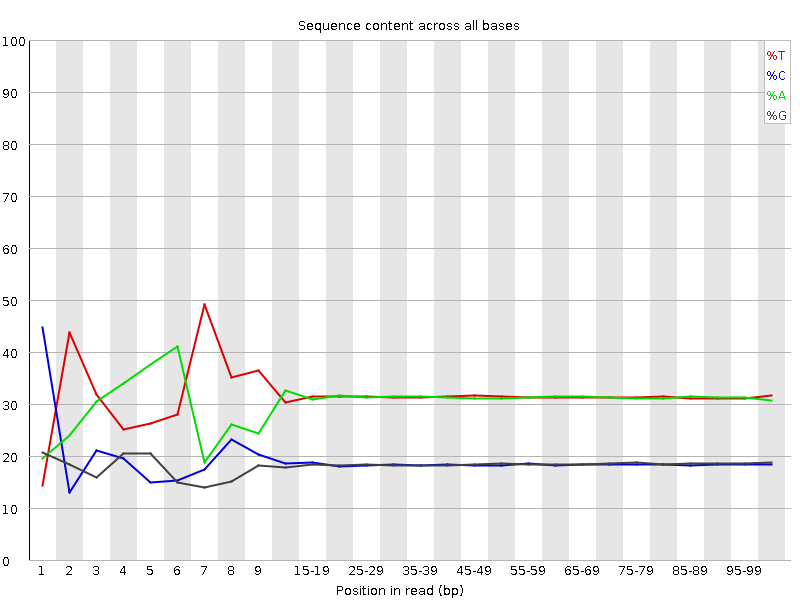 Sequence content across all bases
100
90
80
70
60
50
40
30
20
10
0
%T
%C
%A
%G
1 2 3 4 5 6 7 8 9 15-19 25-29 35-39 45-49 55-59 65-69 75-79 85-89 95-99
Position in read (bp)